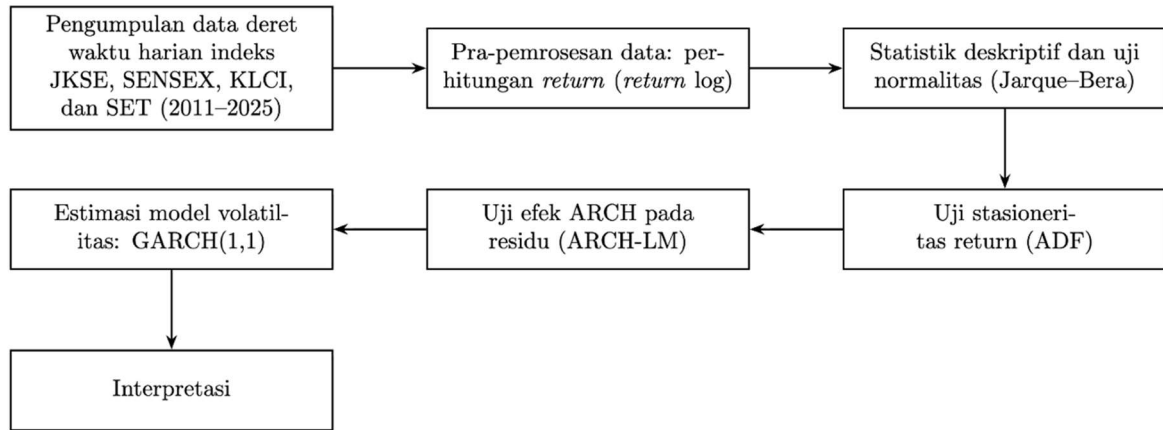 Pengumpulan data deret
waktu harian indeks
JKSE, SENSEX, KLCI,
dan SET (2011–2025)
Pra-pemrosesan data: per-
hitungan return (return log)
Statistik deskriptif dan uji
normalitas (Jarque–Bera)
Uji stasioneri-
tas return (ADF)
Uji efek ARCH pada
residu (ARCH-LM)
Estimasi model volatil-
itas: GARCH(1,1)
Interpretasi